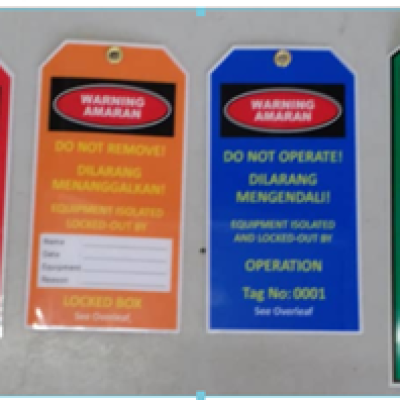 WARNING
AMARAN
DO NOT REMOVE!
DILARANG
MENANGGALKAN!
EQUIPMENT ISOLATED
LOCKED-OUT BY
Name
Date
Equipment
Reason
LOCKED BOX
See Overleaf
WARNING
AMARAN
DO NOT OPERATE!
DILARANG
MENGENDALI!
EQUIPMENT ISOLATED
AND LOCKED-OUT BY
OPERATION
Tag No: 0001
See Overleaf